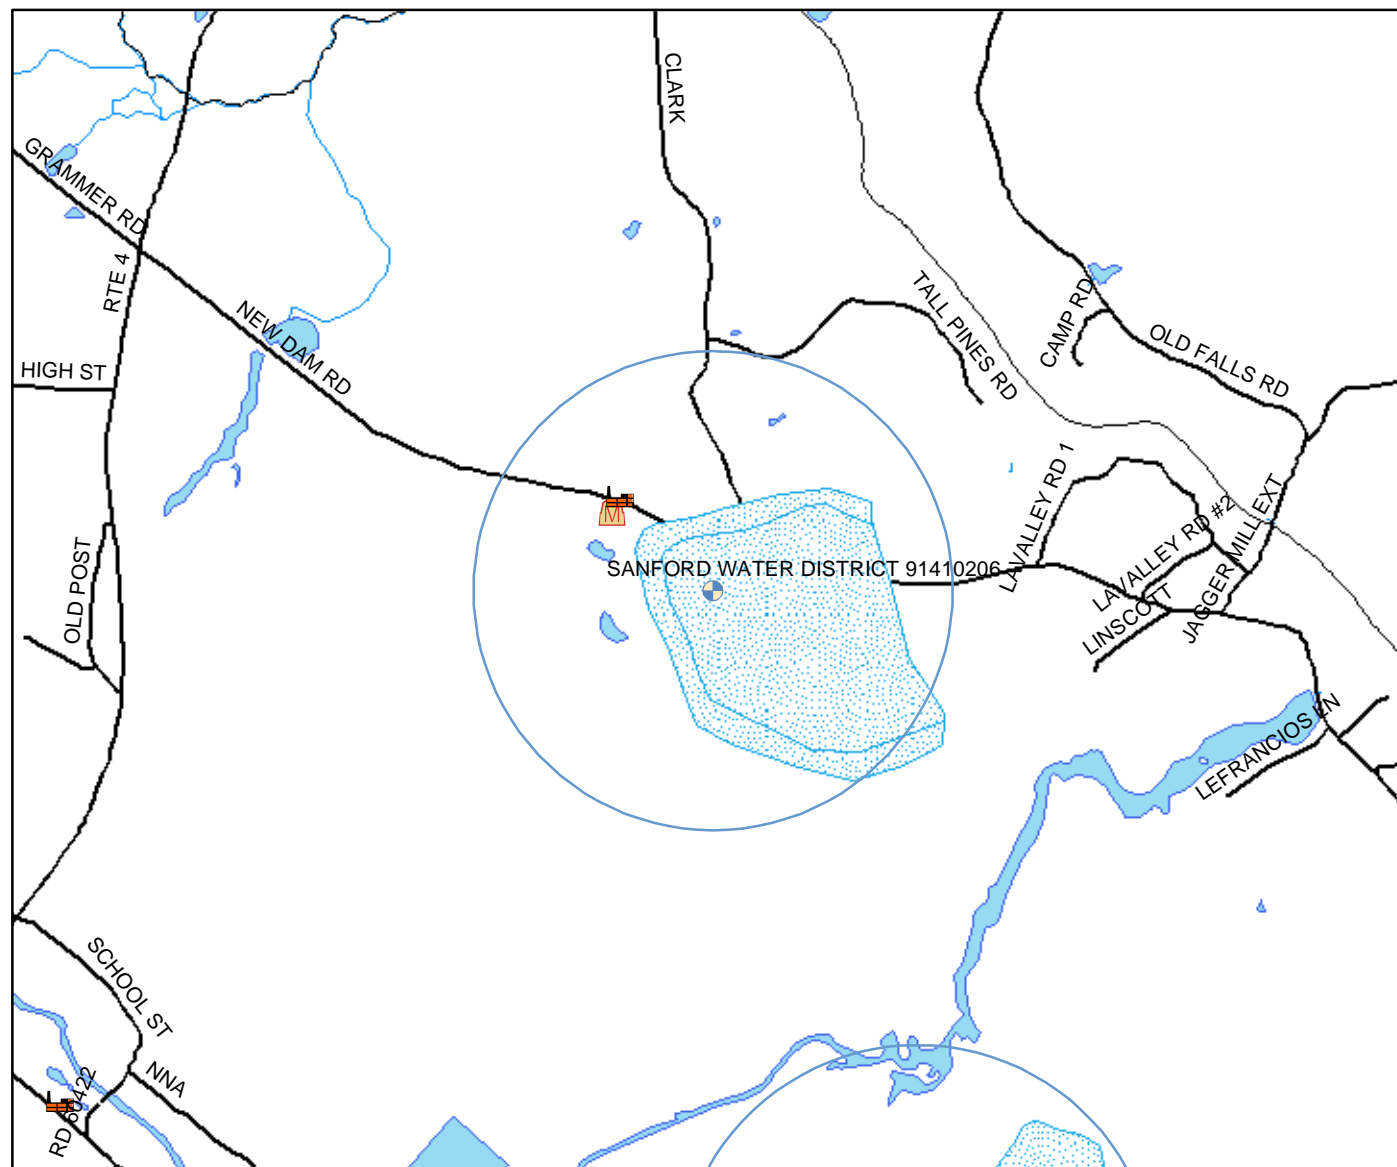 CLARK
GRAMMER RD
RTE 4
TALL PINES RD
CAMP RD
NEW DAM RD
OLD FALLS RD
HIGH ST
LAVALLEY RD 1
JAGGER MILL EXT
LAVALLEY RD #2
OLD POST
M
SANFORD WATER DISTRICT 91410206
LINSCOTT
LEFRANCIOS LN
SCHOOL ST
NNA
RD 60422